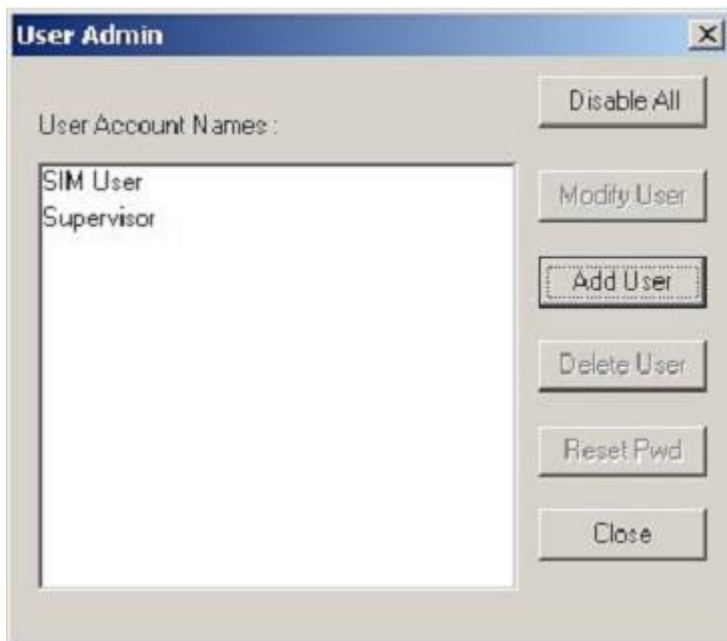 User Admin
Disable All
User Account Names :
SIM User
Supervisor
Modify User
Add User
Delete User
Reset Pwd
Close